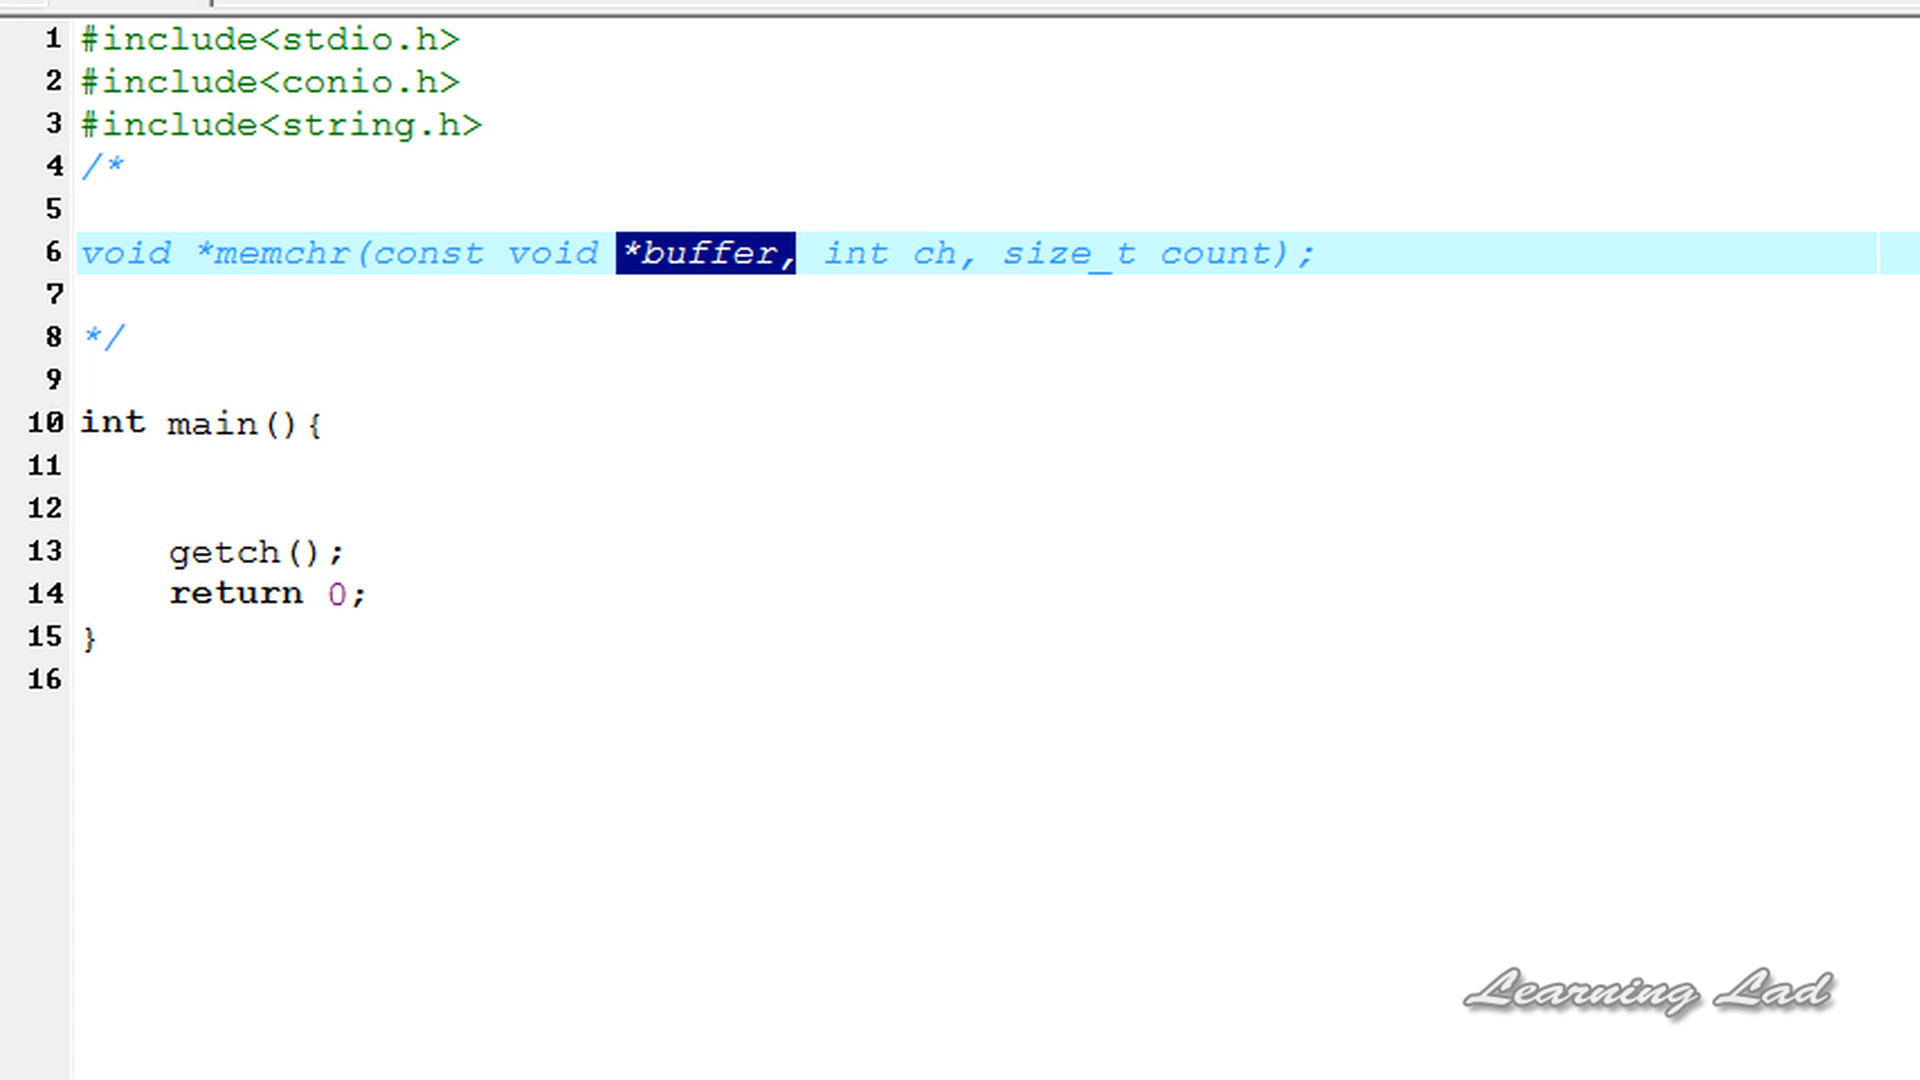 1 #include<stdio.h>
2 #include<conio.h>
3 #include<string.h>
4 /*
5
6 void *memchr(const void *buffer, int ch, size_t count);
7
8 */
9
10 int main(){
11
12
13     getch();
14     return 0;
15 }
16
Learning Lad